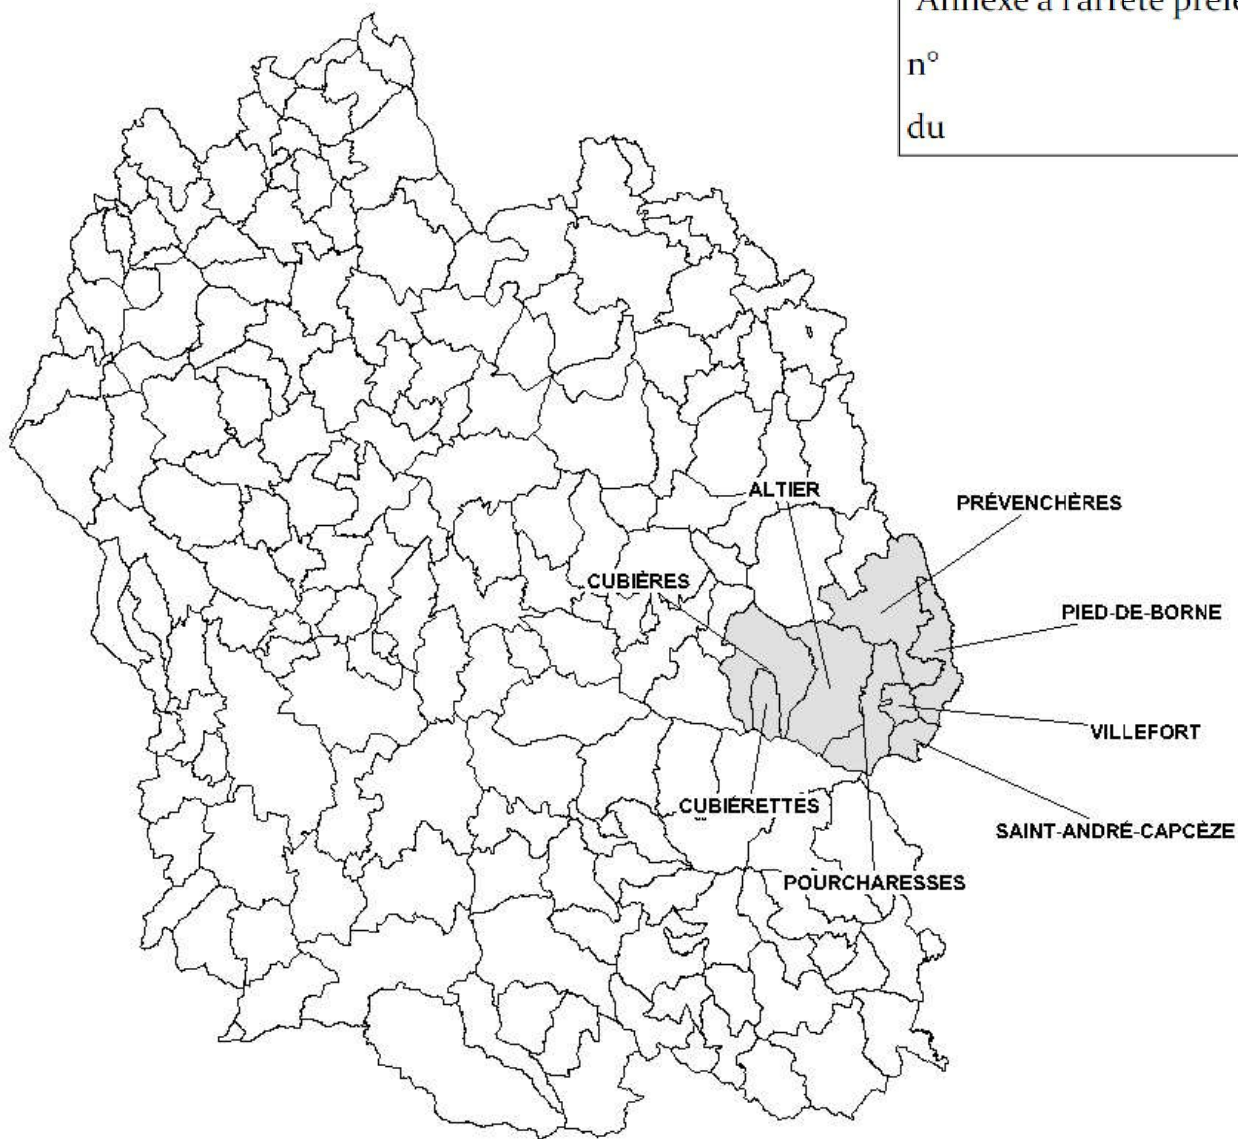 Annexe à l'arrêté
n°
du
ALTIER
PRÉVENCHÈRES
CUBIÈRES
PIED-DE-BORNE
VILLEFORT
CUBIÉRETTES
SAINT-ANDRÉ-CAPCÈZE
POURCHARESSES